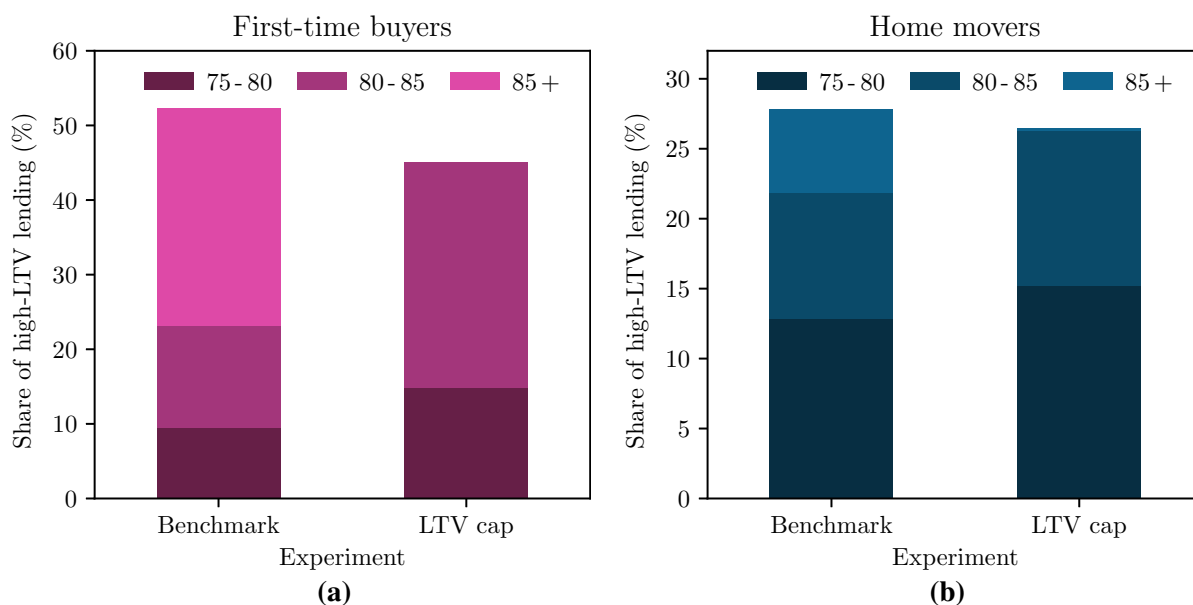 First-time buyers
75 - 80 80 - 85 85 +
Share of high-LTV lending (%)
60
50
40
30
20
10
0
Benchmark LTV cap
Experiment
(a)
Home movers
75 - 80 80 - 85 85 +
Share of high-LTV lending (%)
30
25
20
15
10
5
0
Benchmark LTV cap
Experiment
(b)